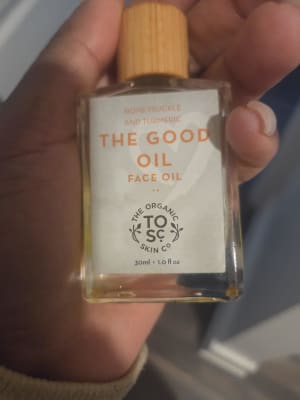 HONEYSUCKLE
AND TURMERIC
THE GOOD
OIL
FACE OIL
THE ORGANIC
TO
SC
SKIN CO
30ml • 1.0 fl oz